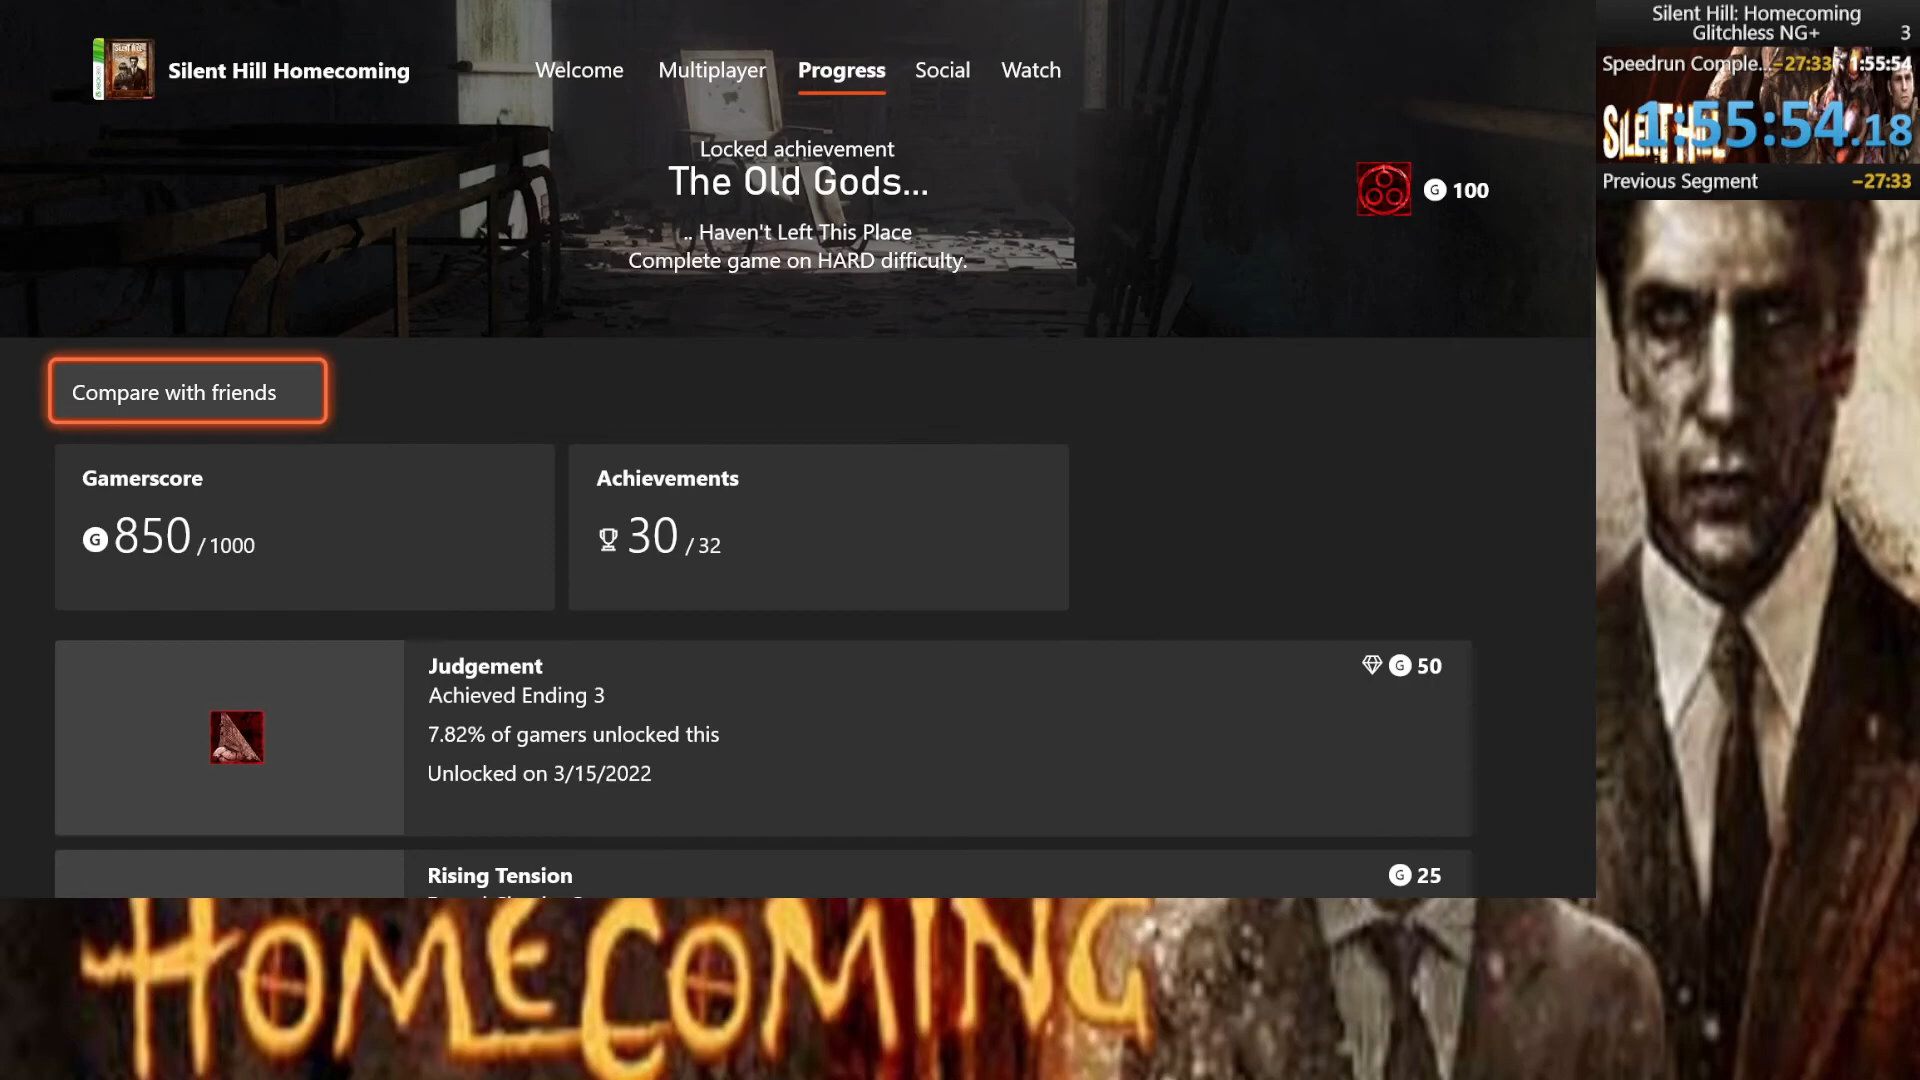 Silent Hill Homecoming
Welcome
Multiplayer
Progress
Social
Watch
Locked achievement
The Old Gods...
.. Haven't Left This Place
Complete game on HARD difficulty.
G 100
Compare with friends
Gamerscore
G 850 / 1000
Achievements
30 / 32
Judgement
Achieved Ending 3
7.82% of gamers unlocked this
Unlocked on 3/15/2022
G 50
Rising Tension
G 25
HOMECOMING
Silent Hill: Homecoming
Glitchless NG+
3
Speedrun Comple... −27:33 1:55:54
SILENT HILL
1:55:54.18
Previous Segment −27:33